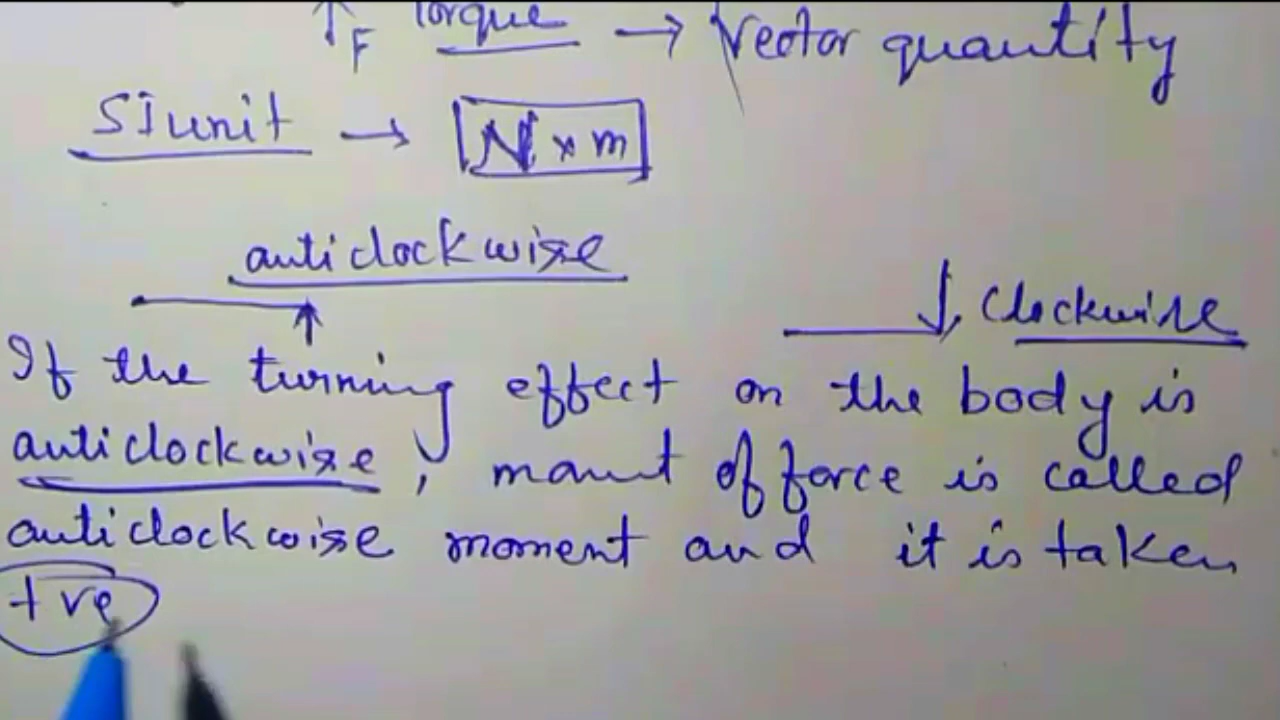 F Torque → Vector quantity
SI unit → N x m
anticlockwise
Clockwise
If the turning effect on the body is
anticlockwise, momt of force is called
anticlockwise moment and it is taken
+ve